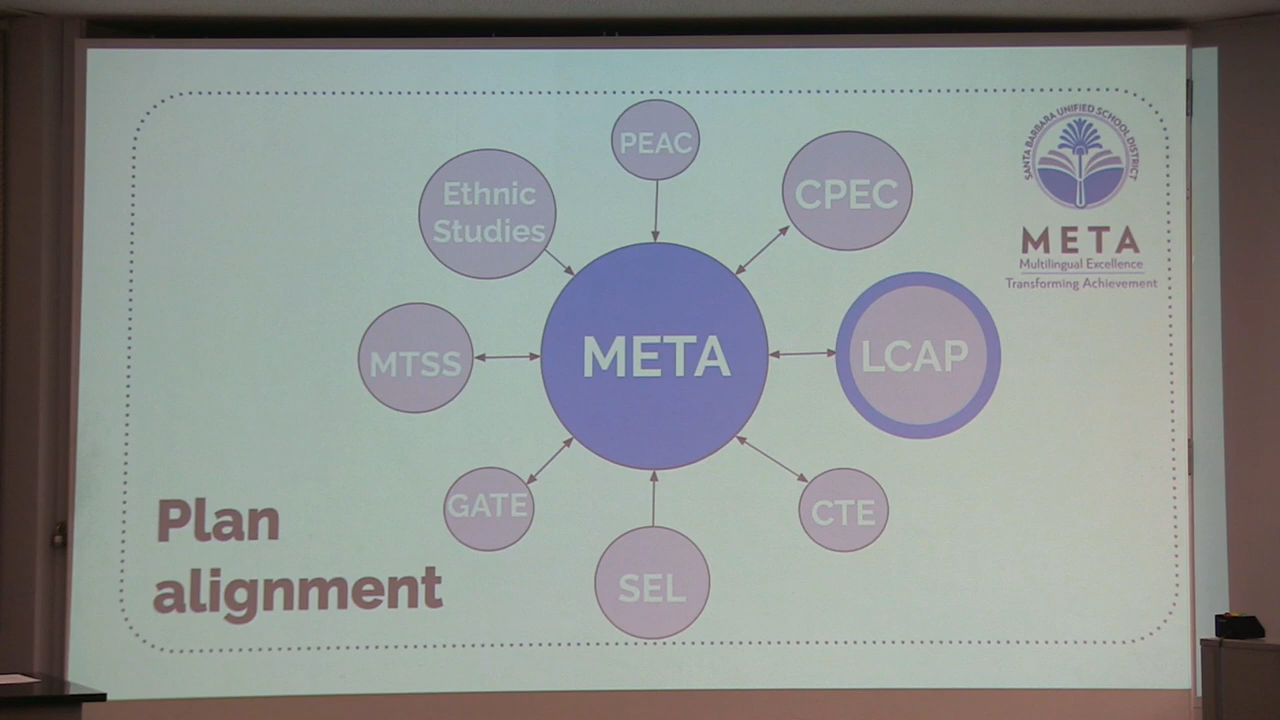 PEAC
Ethnic
Studies
CPEC
SANTA BARBARA UNIFIED SCHOOL DISTRICT
META
Multilingual Excellence
Transforming Achievement
MTSS
META
LCAP
GATE
CTE
SEL
Plan
alignment